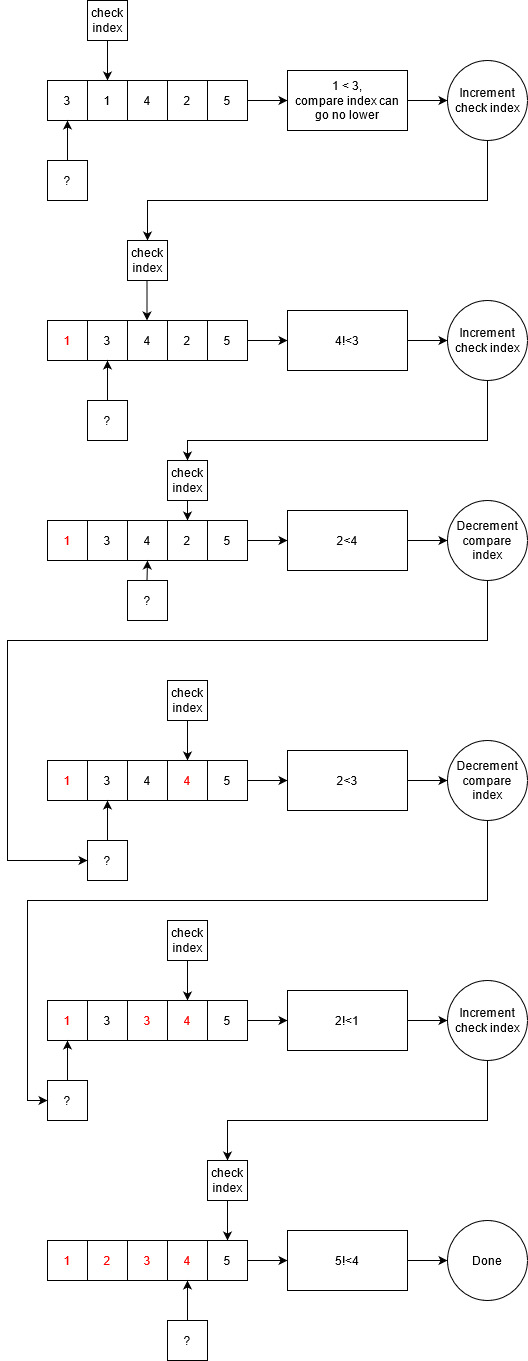 check
index
3 1 4 2 5
1 < 3,
compare index can
go no lower
Increment
check index
?
check
index
1 3 4 2 5
4!<3
Increment
check index
?
check
index
1 3 4 2 5
2<4
Decrement
compare
index
?
check
index
1 3 4 4 5
2<3
Decrement
compare
index
?
check
index
1 3 3 4 5
2!<1
Increment
check index
?
check
index
1 2 3 4 5
5!<4
Done
?